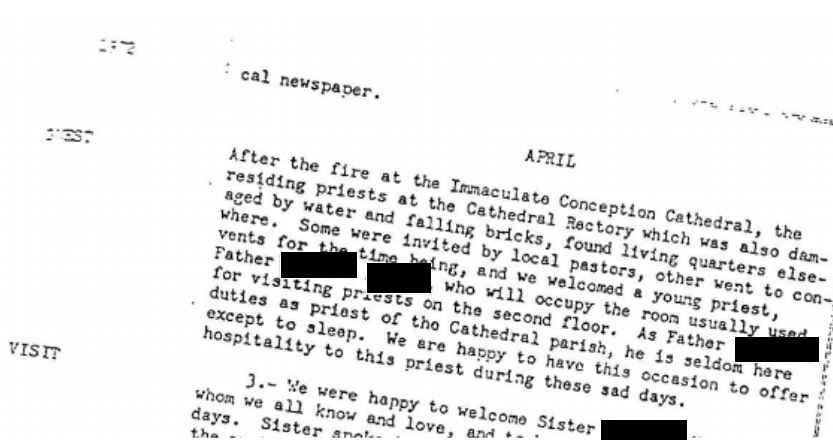 cal newspaper.
APRIL
GUEST
After the fire at the Immaculate Conception Cathedral, the
residing priests at the Cathedral Rectory which was also dam-
aged by water and falling bricks, found living quarters else-
where. Some were invited by local pastors, other went to con-
vents for the time being, and we welcomed a young priest,
Father who will occupy the room usually used
for visiting priests on the second floor. As Father
duties as priest of the Cathedral parish, he is seldom here
except to sleep. We are happy to have this occasion to offer
hospitality to this priest during these sad days.
VISIT
3.- We were happy to welcome Sister
whom we all know and love, and to
days. Sister spoke
the